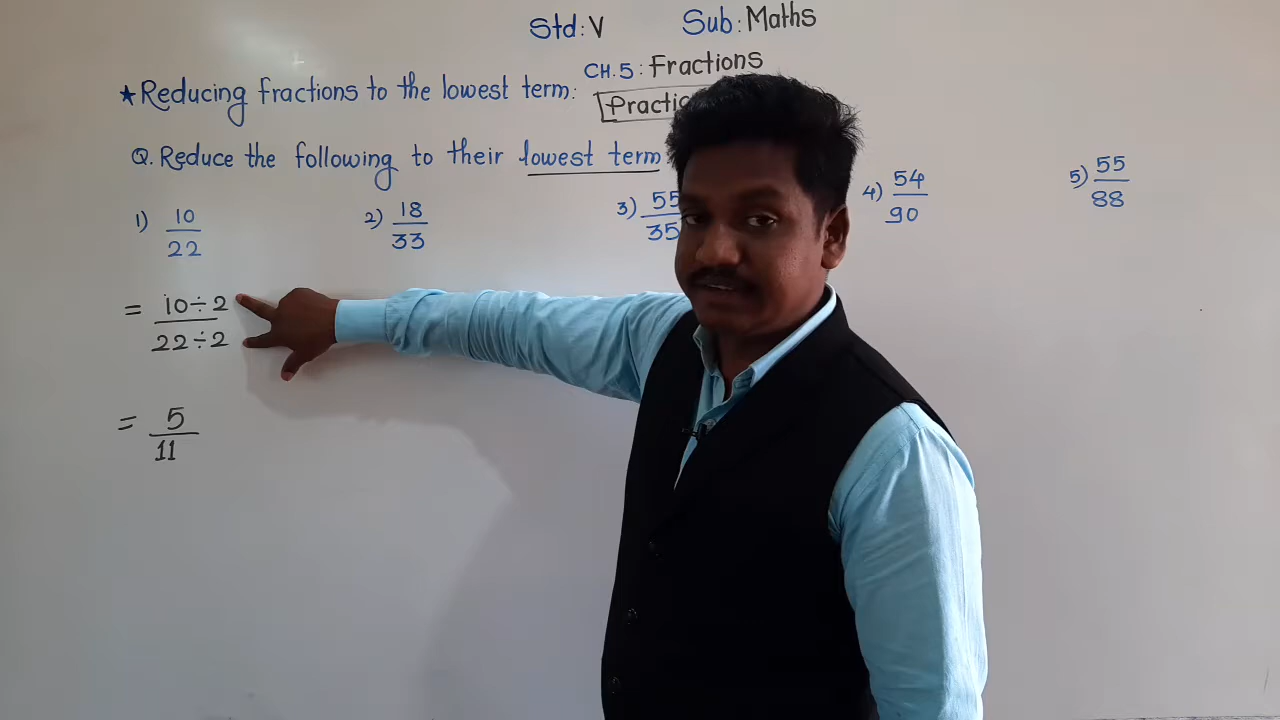 Std: V Sub: Maths
CH.5: Fractions
★ Reducing fractions to the lowest term:
Q. Reduce the following to their lowest term
1) 10/22 2) 18/33 3) 55/35 4) 54/90 5) 55/88
= 10÷2/22÷2
= 5/11